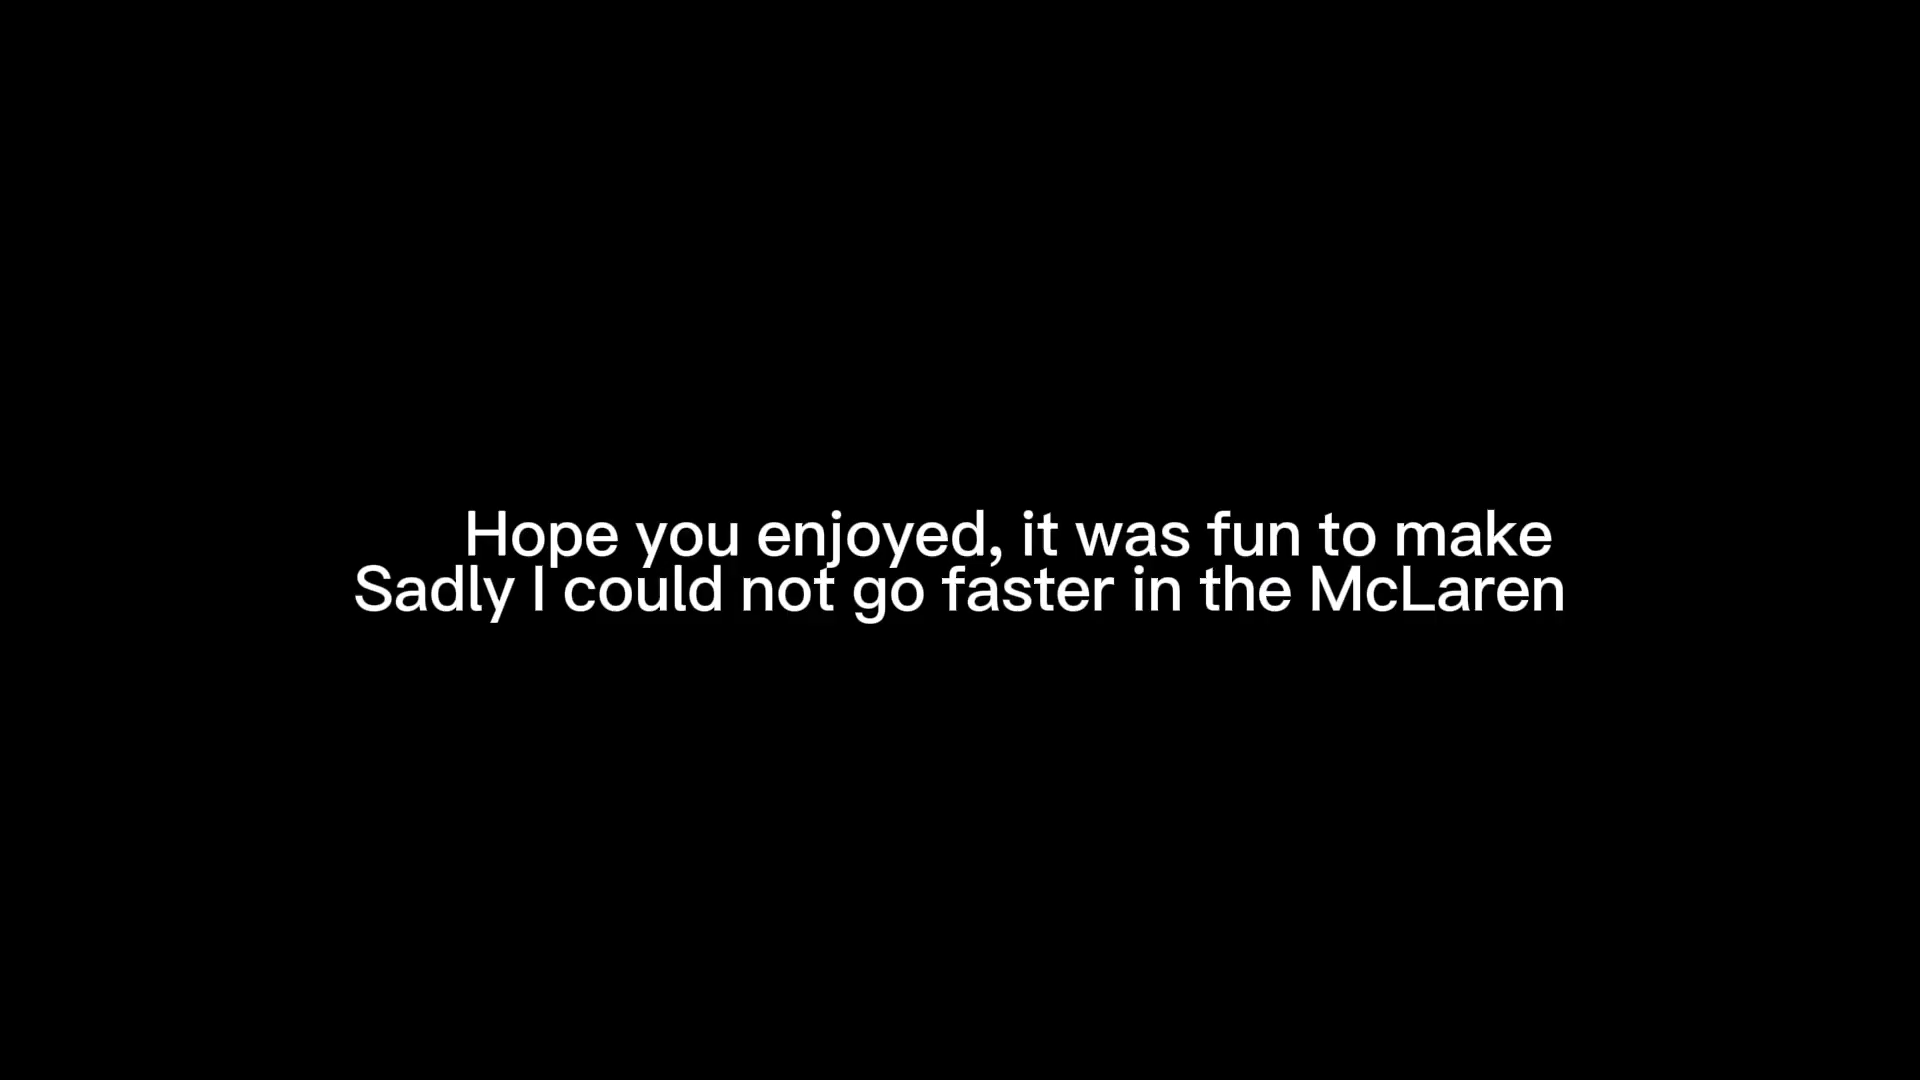 Hope you enjoyed, it was fun to make
Sadly I could not go faster in the McLaren